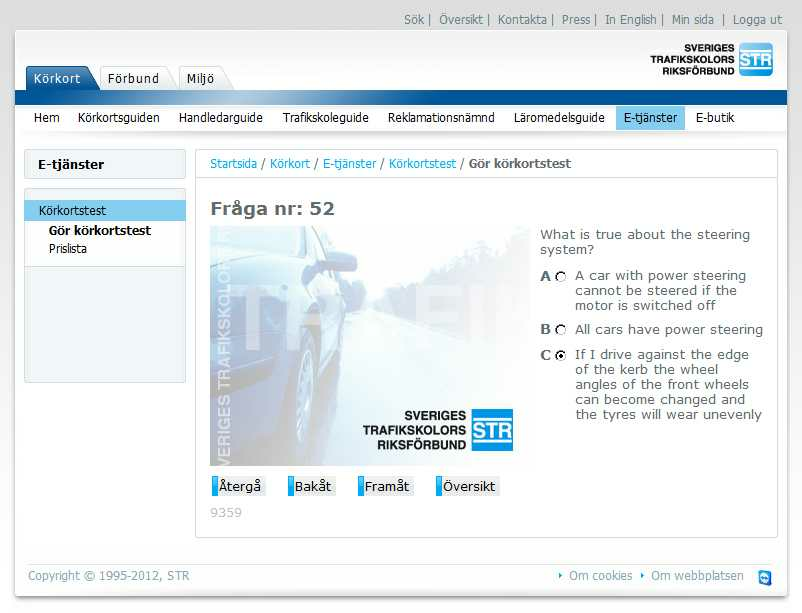 Sök | Översikt | Kontakta | Press | In English | Min sida | Logga ut
SVERIGES
TRAFIKSKOLORS
RIKSFÖRBUND
STR
Körkort Förbund Miljö
Hem Körkortsguiden Handledarguide Trafikskoleguide Reklamationsnämnd Läromedelsguide E-tjänster E-butik
E-tjänster
Körkortstest
Gör körkortstest
Prislista
Startsida / Körkort / E-tjänster / Körkortstest / Gör körkortstest
Fråga nr: 52
VERIGES TRAFIKSKOLOR
TRAFI
SVERIGES
TRAFIKSKOLORS
RIKSFÖRBUND
STR
What is true about the steering
system?
A A car with power steering
cannot be steered if the
motor is switched off
B All cars have power steering
C If I drive against the edge
of the kerb the wheel
angles of the front wheels
can become changed and
the tyres will wear unevenly
Återgå Bakåt Framåt Översikt
9359
Copyright © 1995-2012, STR
Om cookies Om webbplatsen